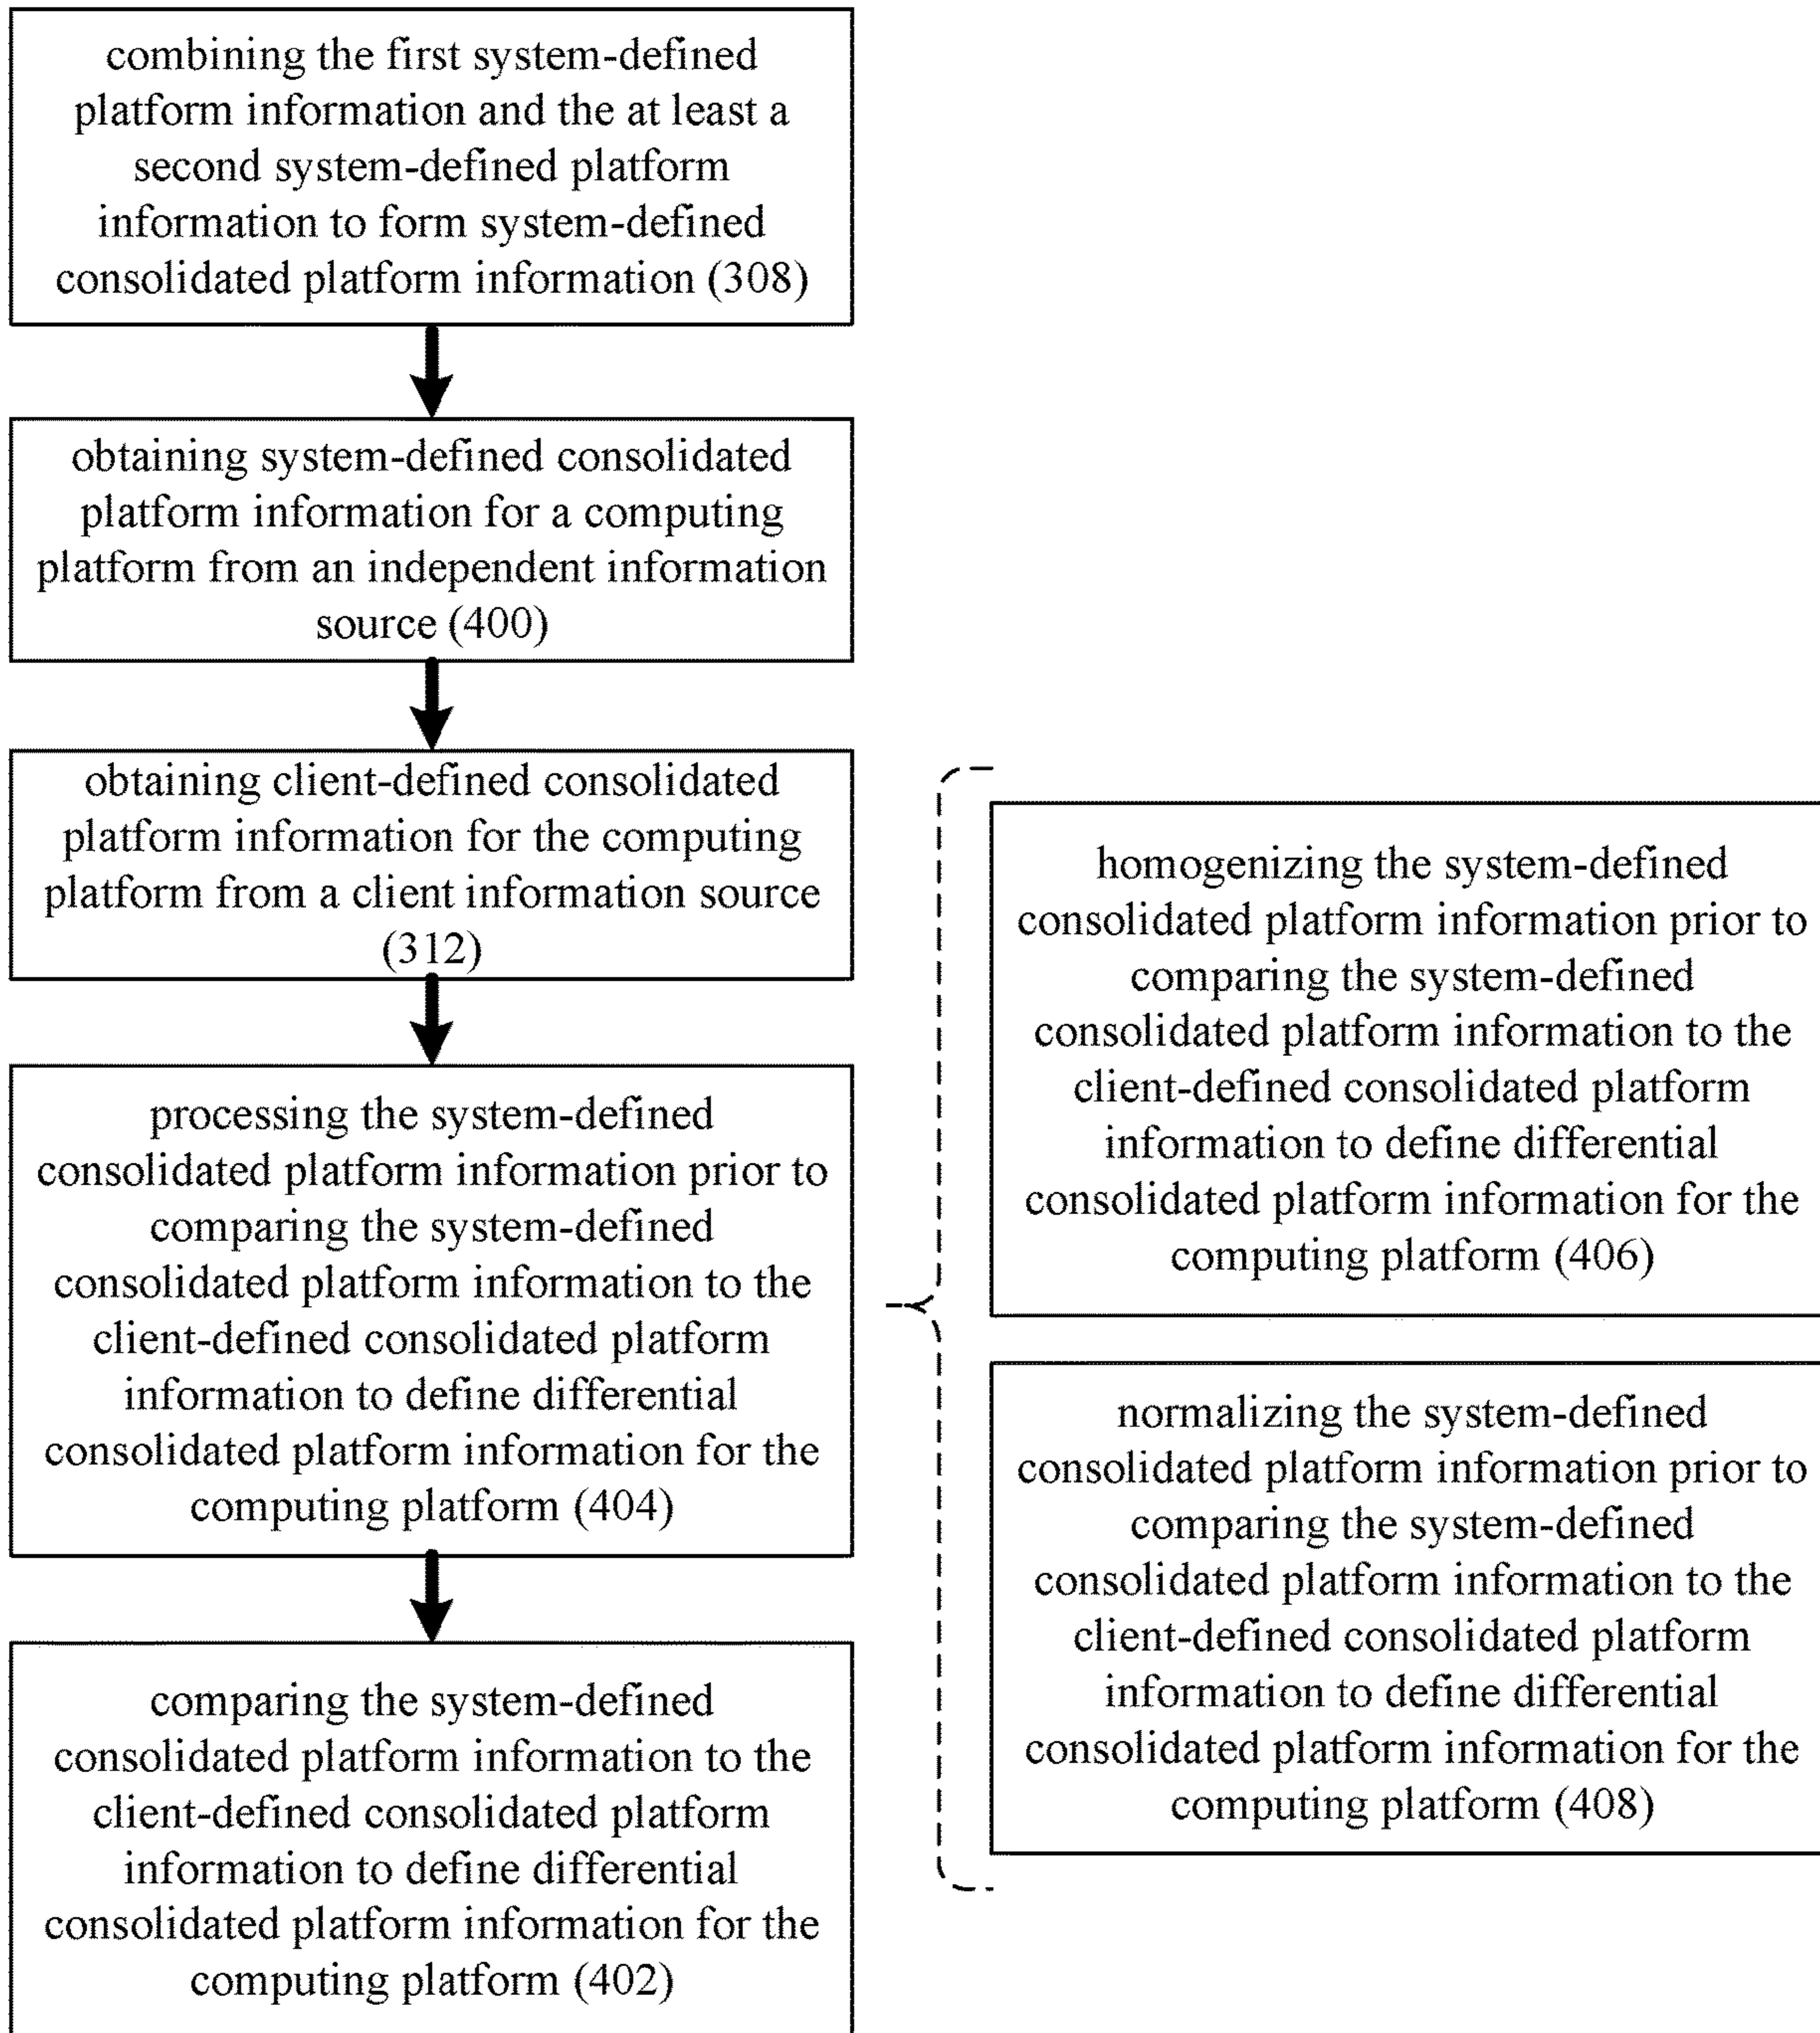 combining the first system-defined
platform information and the at least a
second system-defined platform
information to form system-defined
consolidated platform information (308)
obtaining system-defined consolidated
platform information for a computing
platform from an independent information
source (400)
obtaining client-defined consolidated
platform information for the computing
platform from a client information source
(312)
processing the system-defined
consolidated platform information prior to
comparing the system-defined
consolidated platform information to the
client-defined consolidated platform
information to define differential
consolidated platform information for the
computing platform (404)
comparing the system-defined
consolidated platform information to the
client-defined consolidated platform
information to define differential
consolidated platform information for the
computing platform (402)
homogenizing the system-defined
consolidated platform information prior to
comparing the system-defined
consolidated platform information to the
client-defined consolidated platform
information to define differential
consolidated platform information for the
computing platform (406)
normalizing the system-defined
consolidated platform information prior to
comparing the system-defined
consolidated platform information to the
client-defined consolidated platform
information to define differential
consolidated platform information for the
computing platform (408)